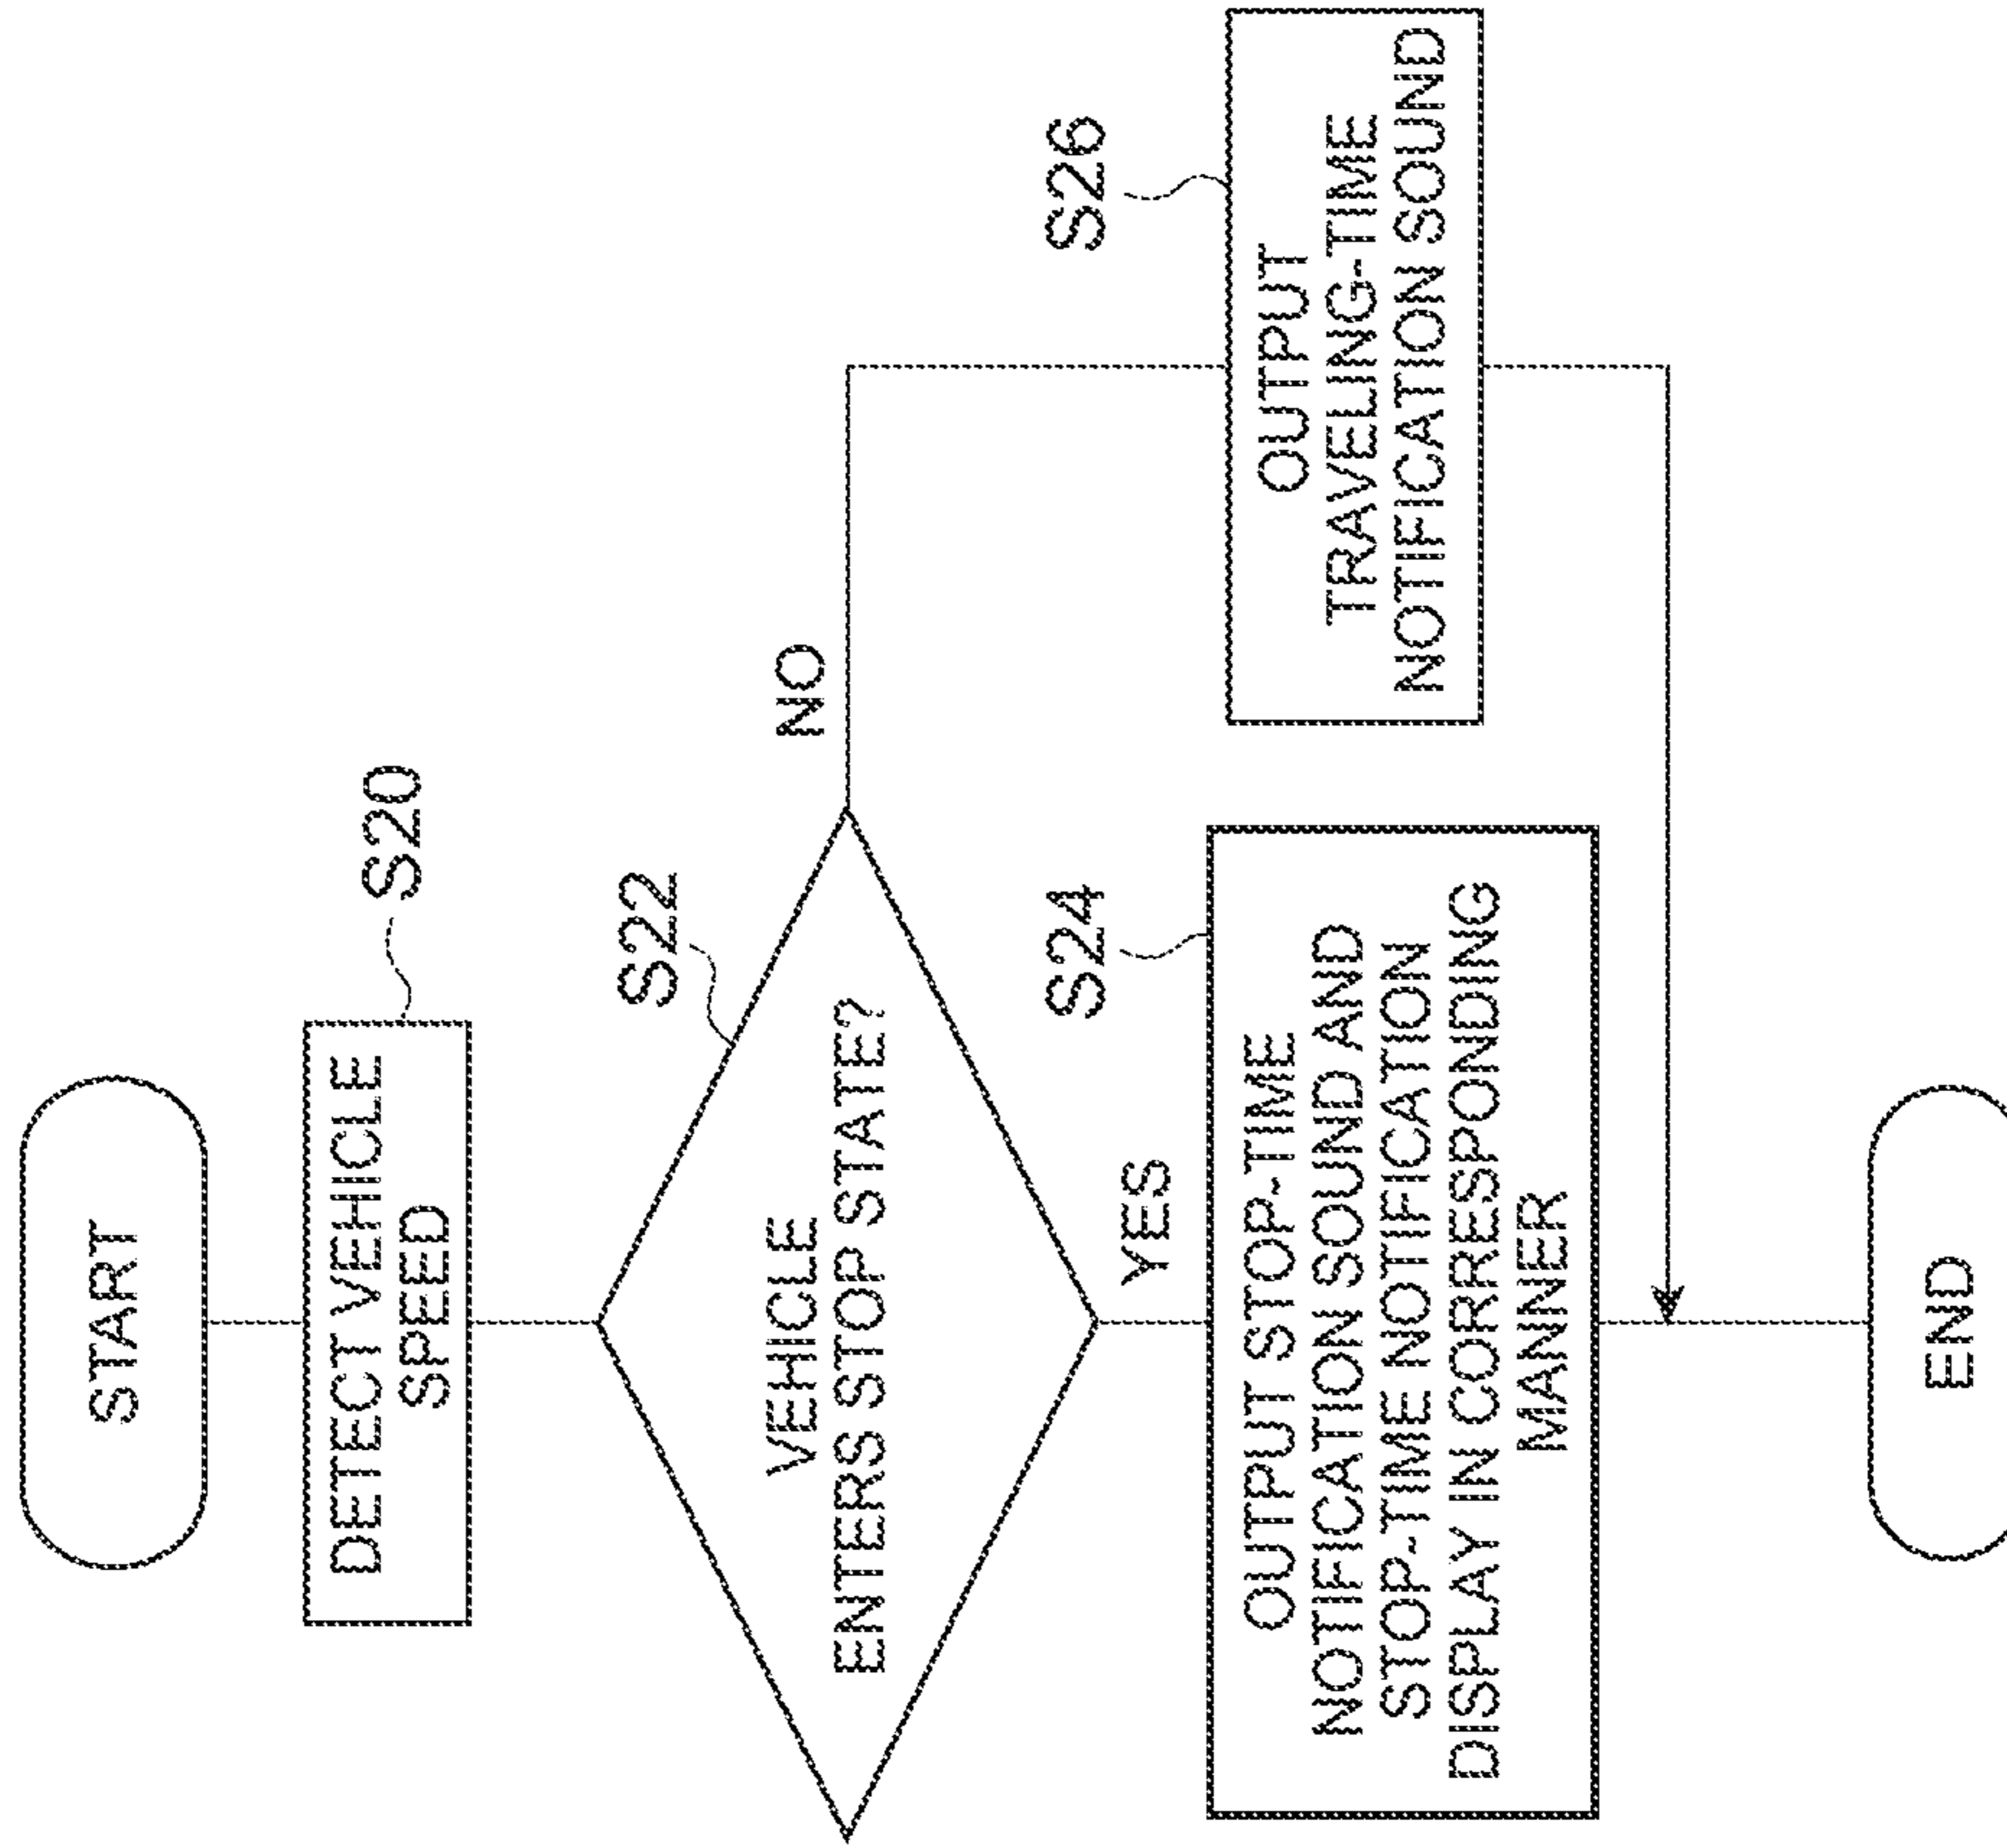 START
DETECT VEHICLE
SPEED
S20
VEHICLE
ENTERS STOP STATE?
S22
NO
YES
OUTPUT STOP-TIME
NOTIFICATION SOUND AND
STOP-TIME NOTIFICATION
DISPLAY IN CORRESPONDING
MANNER
S24
OUTPUT
TRAVELING-TIME
NOTIFICATION SOUND
S26
END